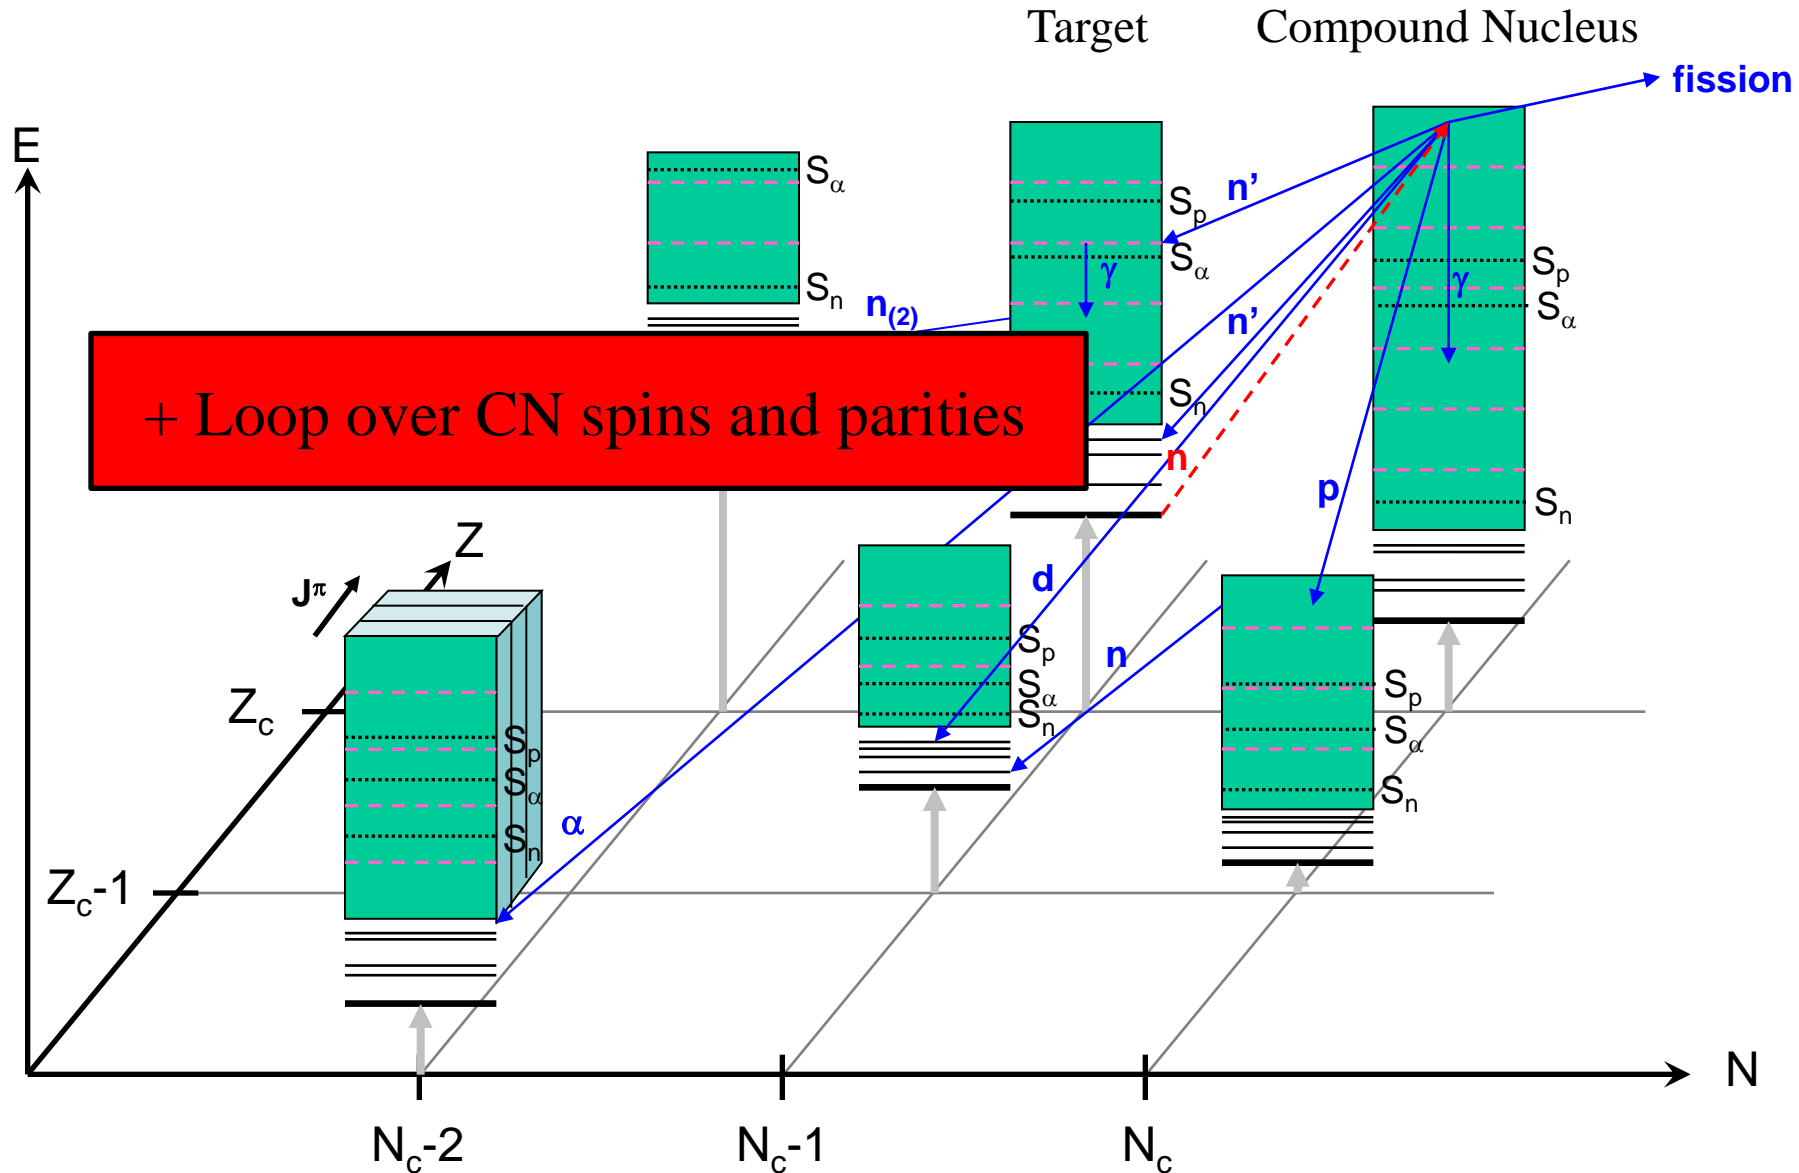 Target
Compound Nucleus
fission
E
Sα
n’
Sp
Sα
Sn
γ
Sp
γ
Sα
n(2)
n’
Sn
+ Loop over CN spins and parities
n
p
Sn
Z
Jπ
d
Sp
Sα
Sn
n
Sp
Sα
Sn
Zc
Sp
Sα
Sn
α
Zc-1
N
Nc-2
Nc-1
Nc